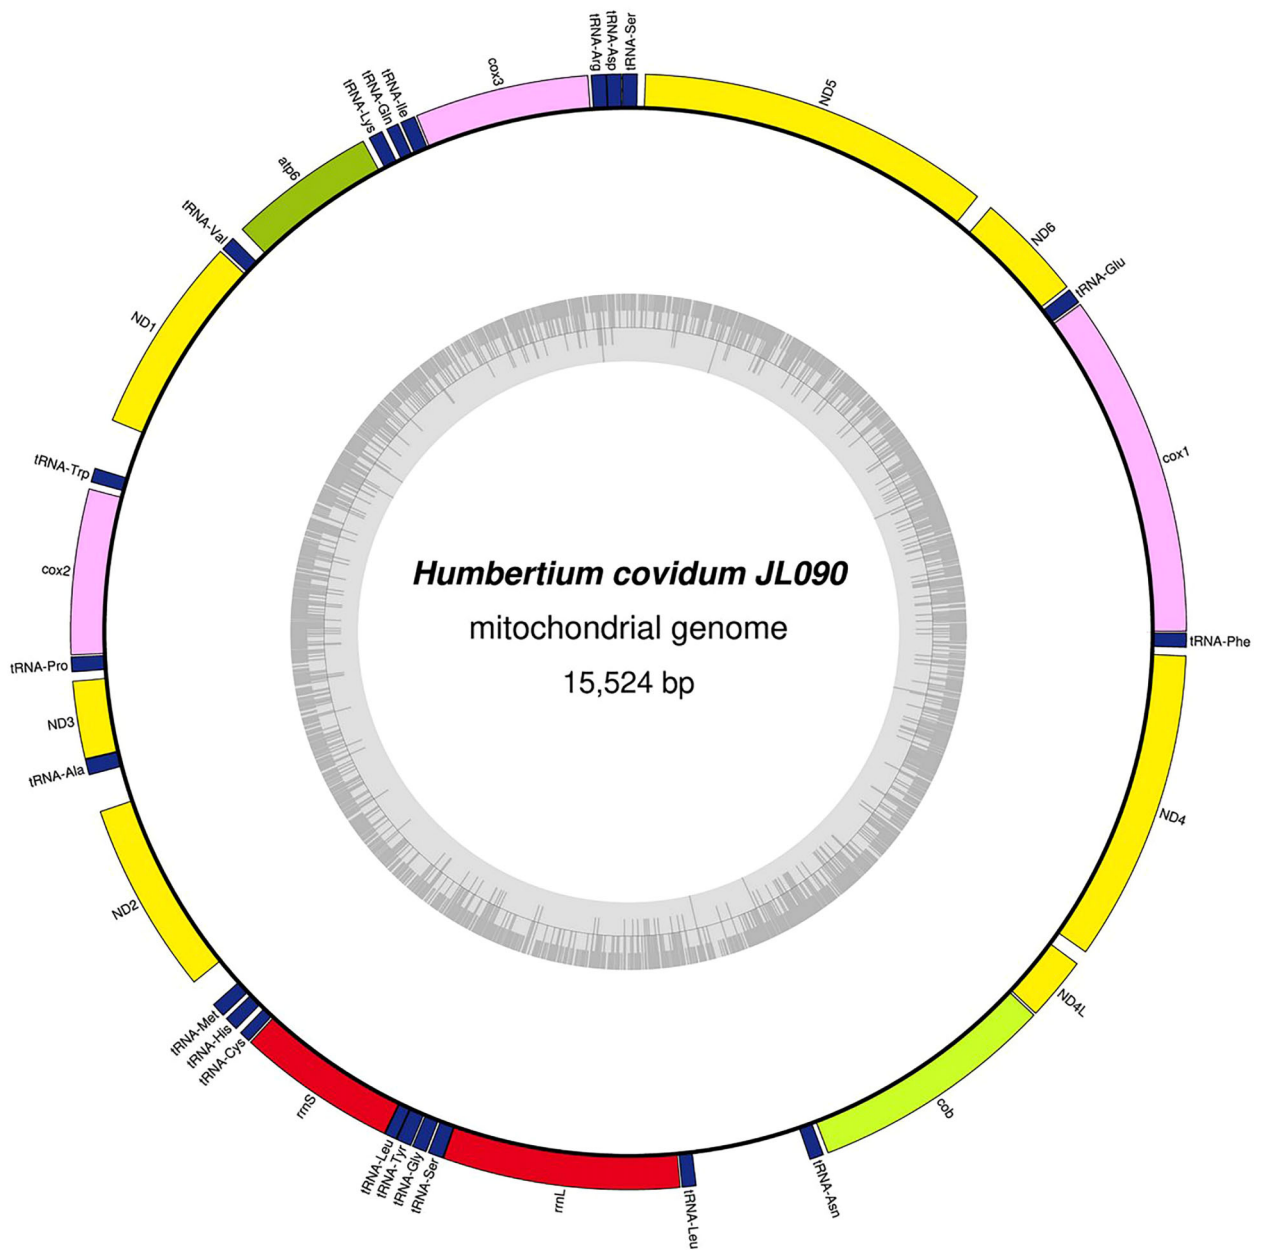 Humbertium covidum JL090
mitochondrial genome
15,524 bp
tRNA-Arg
tRNA-Asp
tRNA-Ser
ND5
ND6
tRNA-Glu
cox1
tRNA-Phe
ND4
ND4L
cob
tRNA-Asn
tRNA-Leu
rrnL
tRNA-Ser
tRNA-Gly
tRNA-Tyr
tRNA-Leu
rrnS
tRNA-Cys
tRNA-His
tRNA-Met
ND2
tRNA-Ala
ND3
tRNA-Pro
cox2
tRNA-Trp
ND1
tRNA-Val
atp6
tRNA-Lys
tRNA-Gln
tRNA-Ile
cox3